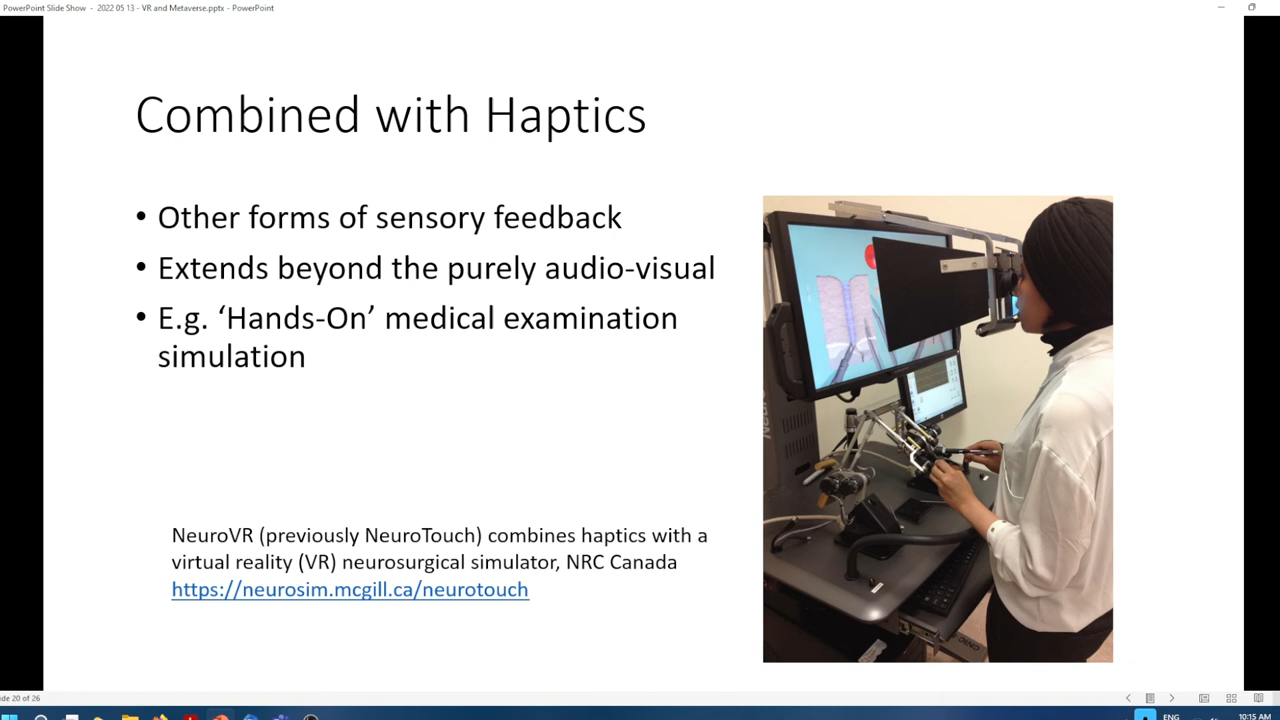 PowerPoint Slide Show - 2022 05 13 - VR and Metaverse.pptx - PowerPoint
Combined with Haptics
• Other forms of sensory feedback
• Extends beyond the purely audio-visual
• E.g. ‘Hands-On’ medical examination
simulation
NeuroVR (previously NeuroTouch) combines haptics with a
virtual reality (VR) neurosurgical simulator, NRC Canada
https://neurosim.mcgill.ca/neurotouch
lide 20 of 26
ENG
10:15 AM